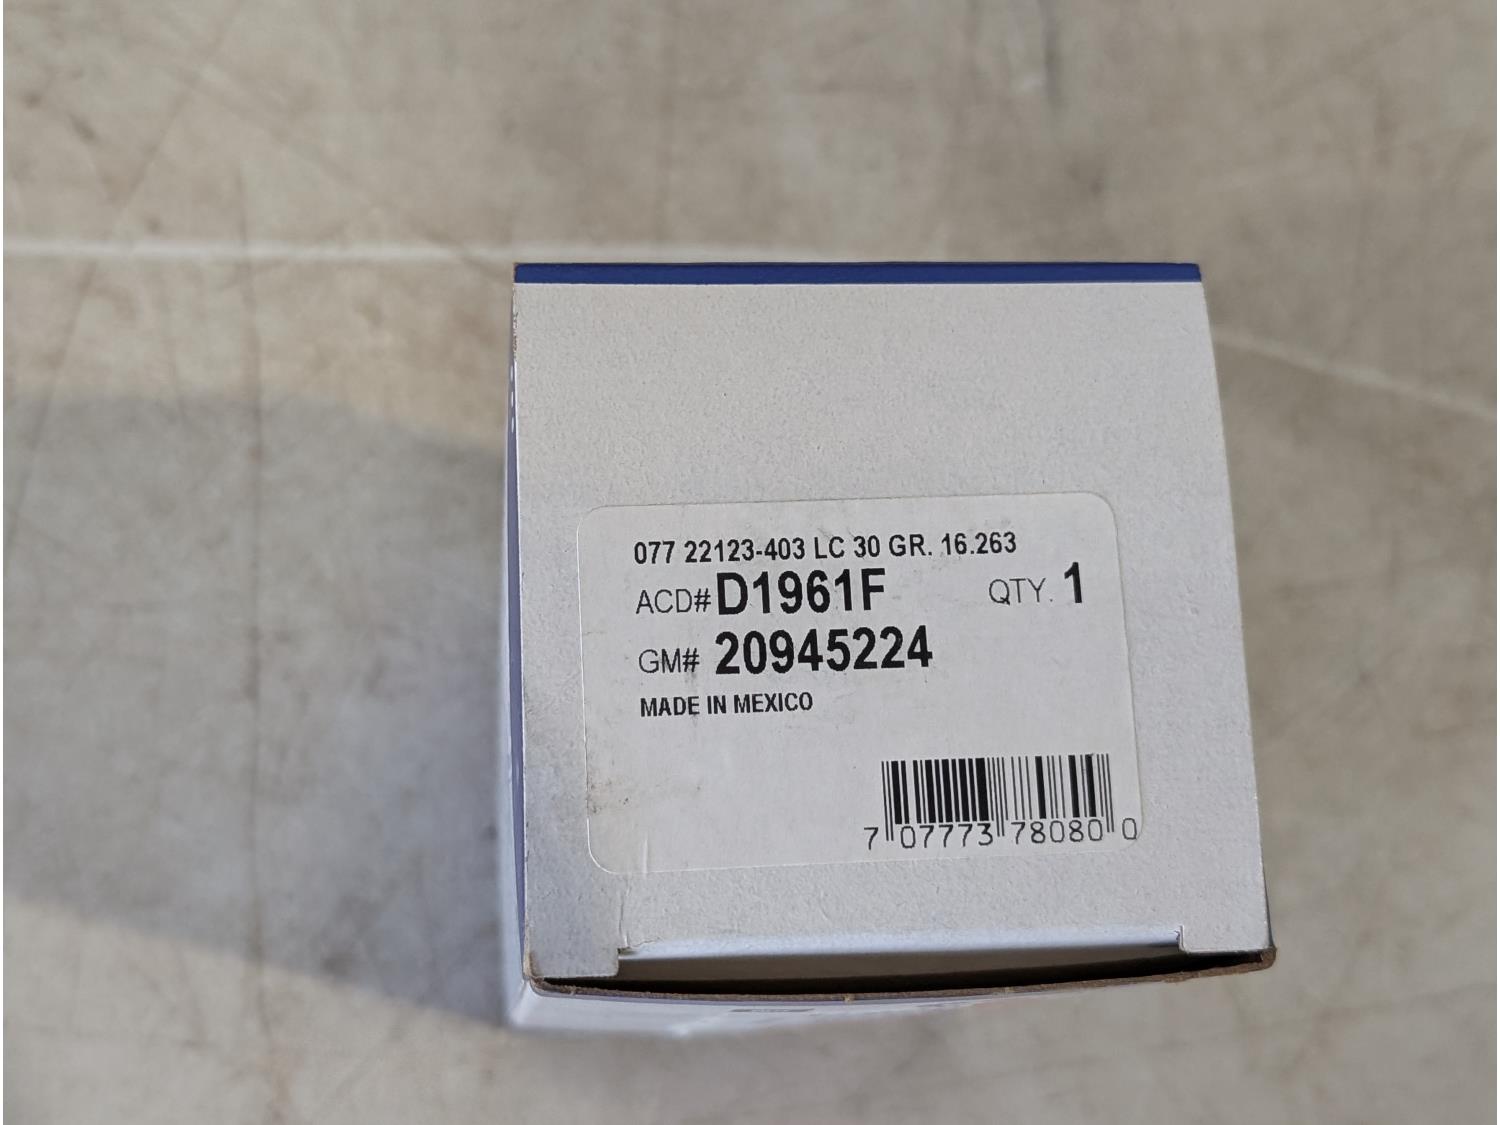 077 22123-403 LC 30 GR. 16.263
ACD# D1961F QTY. 1
GM# 20945224
MADE IN MEXICO
7 07773 78080 0